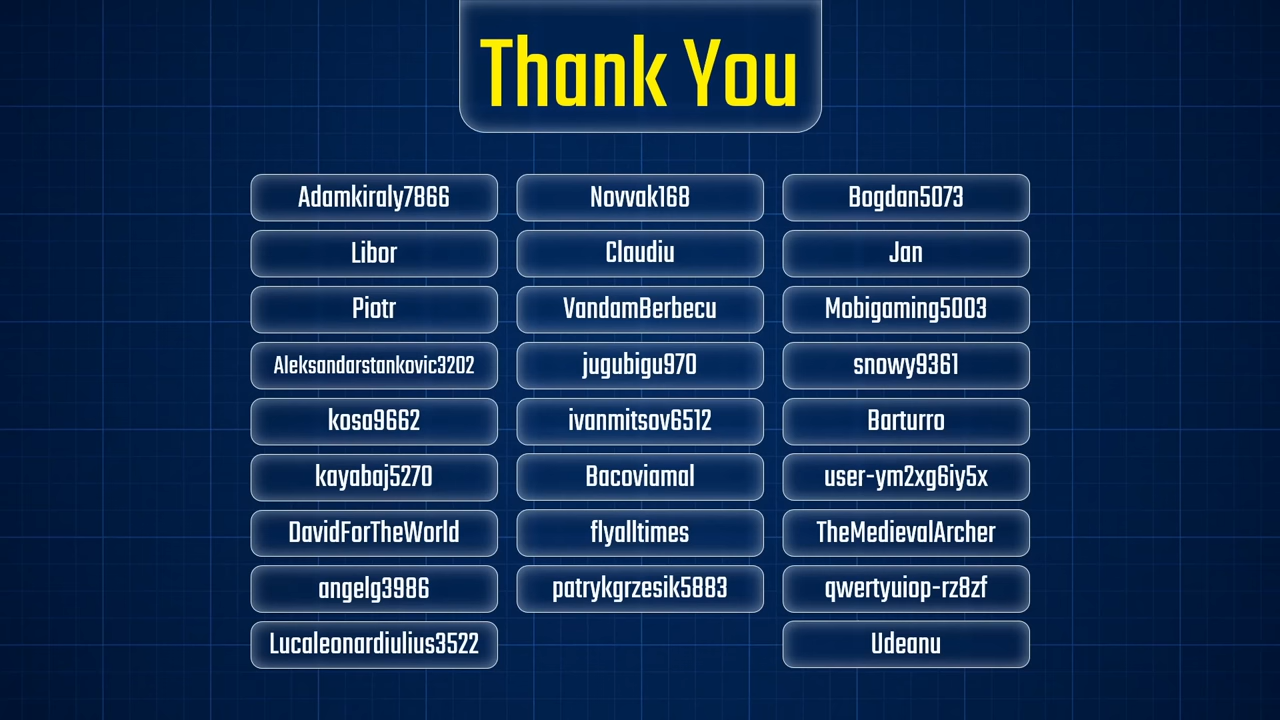 Thank You
Adamkiraly7866
Novvak168
Bogdan5073
Libor
Claudiu
Jan
Piotr
VandamBerbecu
Mobigaming5003
Aleksandarstankovic3202
jugubigu970
snowy9361
kosa9662
ivanmitsov6512
Barturro
kayabaj5270
Bacoviamal
user-ym2xg6iy5x
DavidForTheWorld
flyalltimes
TheMedievalArcher
angelg3986
patrykgrzesik5883
qwertyuiop-rz8zf
Lucaleonardiulius3522
Udeanu